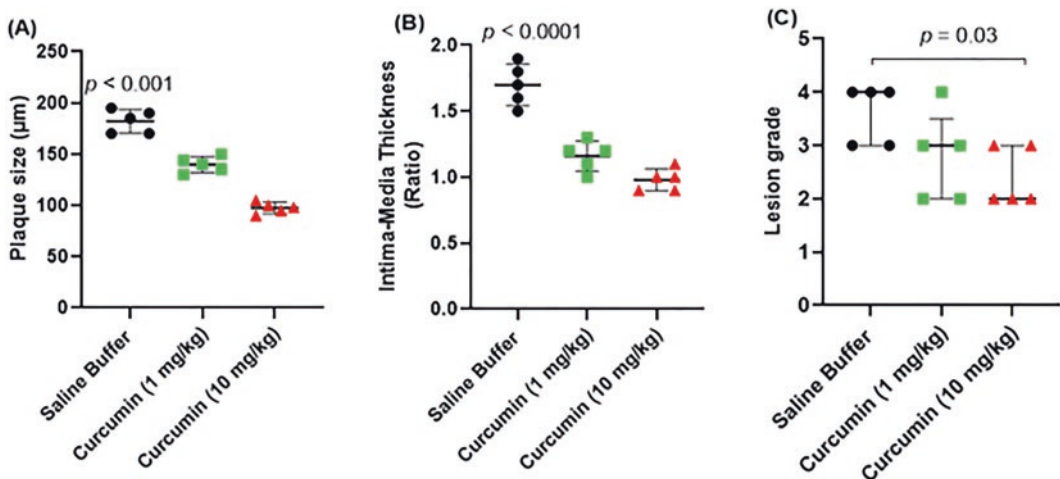 (A)
Plaque size (µm)
250
200
150
100
50
0
p < 0.001
Saline Buffer
Curcumin (1 mg/kg)
Curcumin (10 mg/kg)
(B)
Intima-Media Thickness
(Ratio)
2.0
1.5
1.0
0.5
0.0
p < 0.0001
Saline Buffer
Curcumin (1 mg/kg)
Curcumin (10 mg/kg)
(C)
Lesion grade
5
4
3
2
1
0
p = 0.03
Saline Buffer
Curcumin (1 mg/kg)
Curcumin (10 mg/kg)